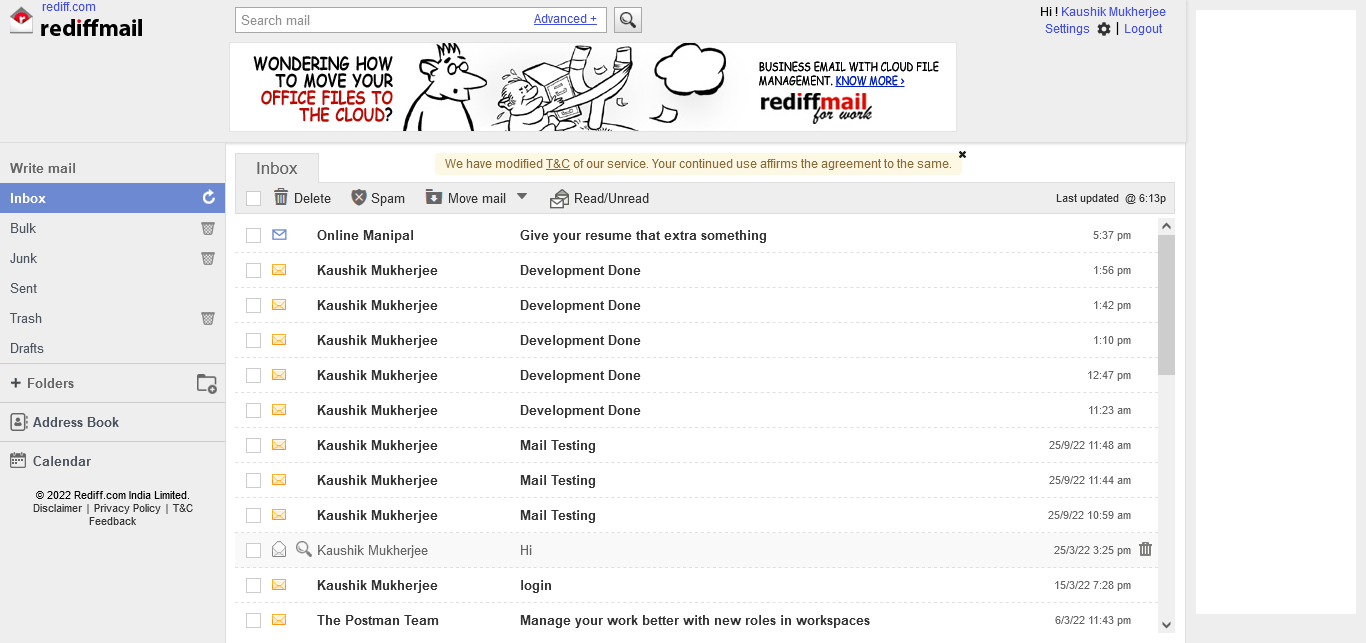 rediff.com
rediffmail
Search mail Advanced +
Hi ! Kaushik Mukherjee
Settings | Logout
WONDERING HOW
TO MOVE YOUR
OFFICE FILES TO
THE CLOUD?
BUSINESS EMAIL WITH CLOUD FILE
MANAGEMENT. KNOW MORE ›
rediffmail
for work
Write mail
Inbox
Bulk
Junk
Sent
Trash
Drafts
+ Folders
Address Book
Calendar
© 2022 Rediff.com India Limited.
Disclaimer | Privacy Policy | T&C
Feedback
Inbox
We have modified T&C of our service. Your continued use affirms the agreement to the same.
Delete Spam Move mail Read/Unread Last updated @ 6:13p
Online Manipal Give your resume that extra something 5:37 pm
Kaushik Mukherjee Development Done 1:56 pm
Kaushik Mukherjee Development Done 1:42 pm
Kaushik Mukherjee Development Done 1:10 pm
Kaushik Mukherjee Development Done 12:47 pm
Kaushik Mukherjee Development Done 11:23 am
Kaushik Mukherjee Mail Testing 25/9/22 11:48 am
Kaushik Mukherjee Mail Testing 25/9/22 11:44 am
Kaushik Mukherjee Mail Testing 25/9/22 10:59 am
Kaushik Mukherjee Hi 25/3/22 3:25 pm
Kaushik Mukherjee login 15/3/22 7:28 pm
The Postman Team Manage your work better with new roles in workspaces 6/3/22 11:43 pm